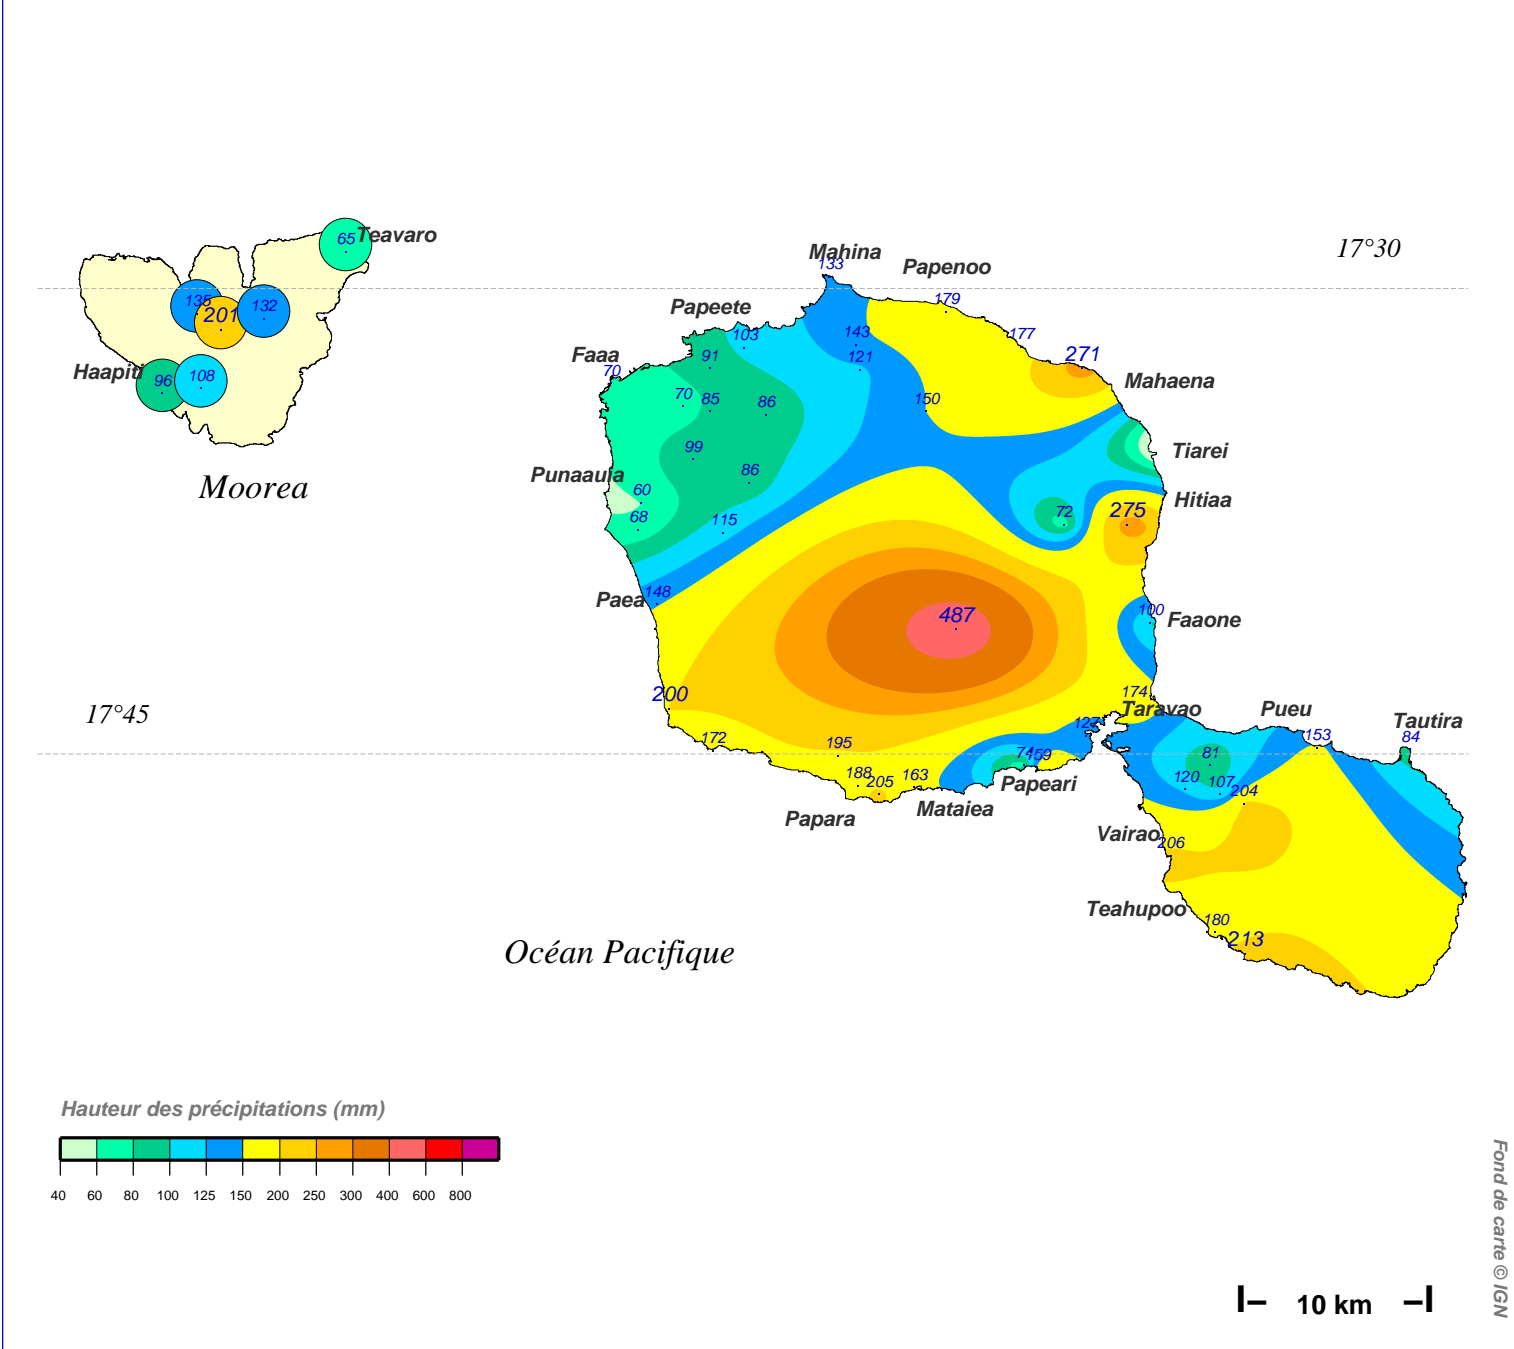 17°30
Teavaro
65
135
201
132
Haapiti
96
108
Moorea
Mahina
133
Papenoo
179
Papeete
103
143
121
177
271
Faaa
70
91
Mahaena
70
85
86
150
Tiarei
99
86
Punaauia
60
68
115
72
275
Hitiaa
Paea
148
487
100
Faaone
17°45
200
172
195
174
Taravao
127
Pueu
153
Tautira
84
188
205
163
74
159
Papeari
Mataiea
Papara
81
120
107
204
Vairao
206
Teahupoo
180
213
Océan Pacifique
Hauteur des précipitations (mm)
40 60 80 100 125 150 200 250 300 400 600 800
10 km
Fond de carte © IGN